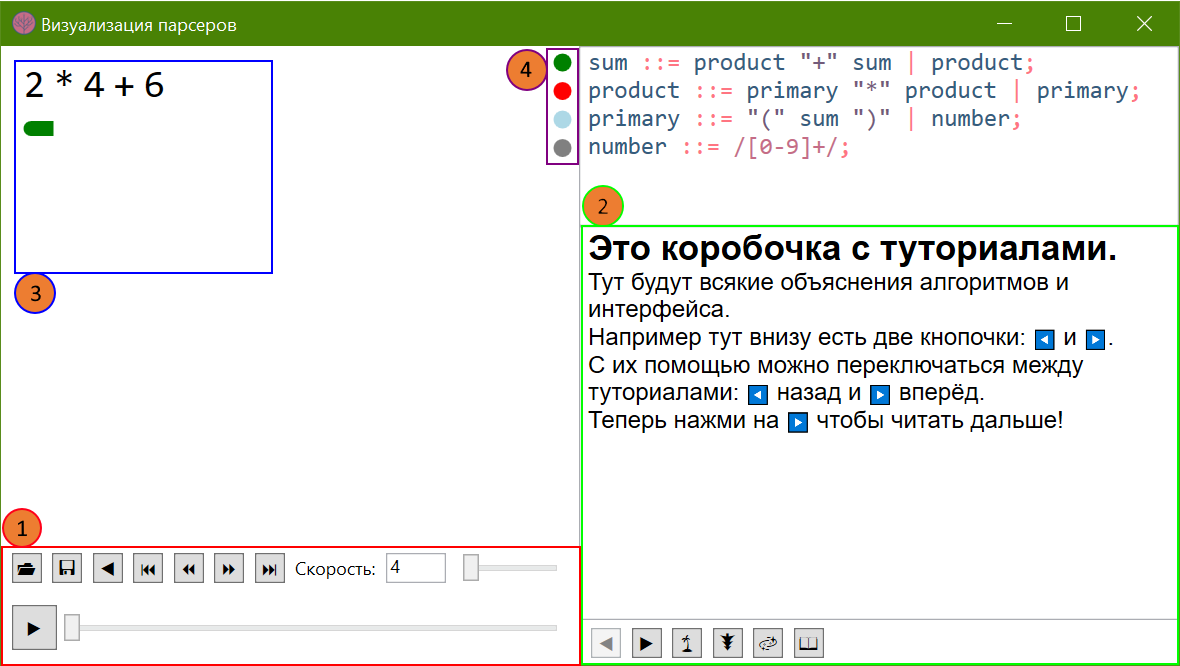 Визуализация парсеров
2 * 4 + 6
4
sum ::= product "+" sum | product;
product ::= primary "*" product | primary;
primary ::= "(" sum ")" | number;
number ::= /[0-9]+/;
2
3
Это коробочка с туториалами.
Тут будут всякие объяснения алгоритмов и
интерфейса.
Например тут внизу есть две кнопочки: и .
С их помощью можно переключаться между
туториалами: назад и вперёд.
Теперь нажми на чтобы читать дальше!
1
Скорость: 4